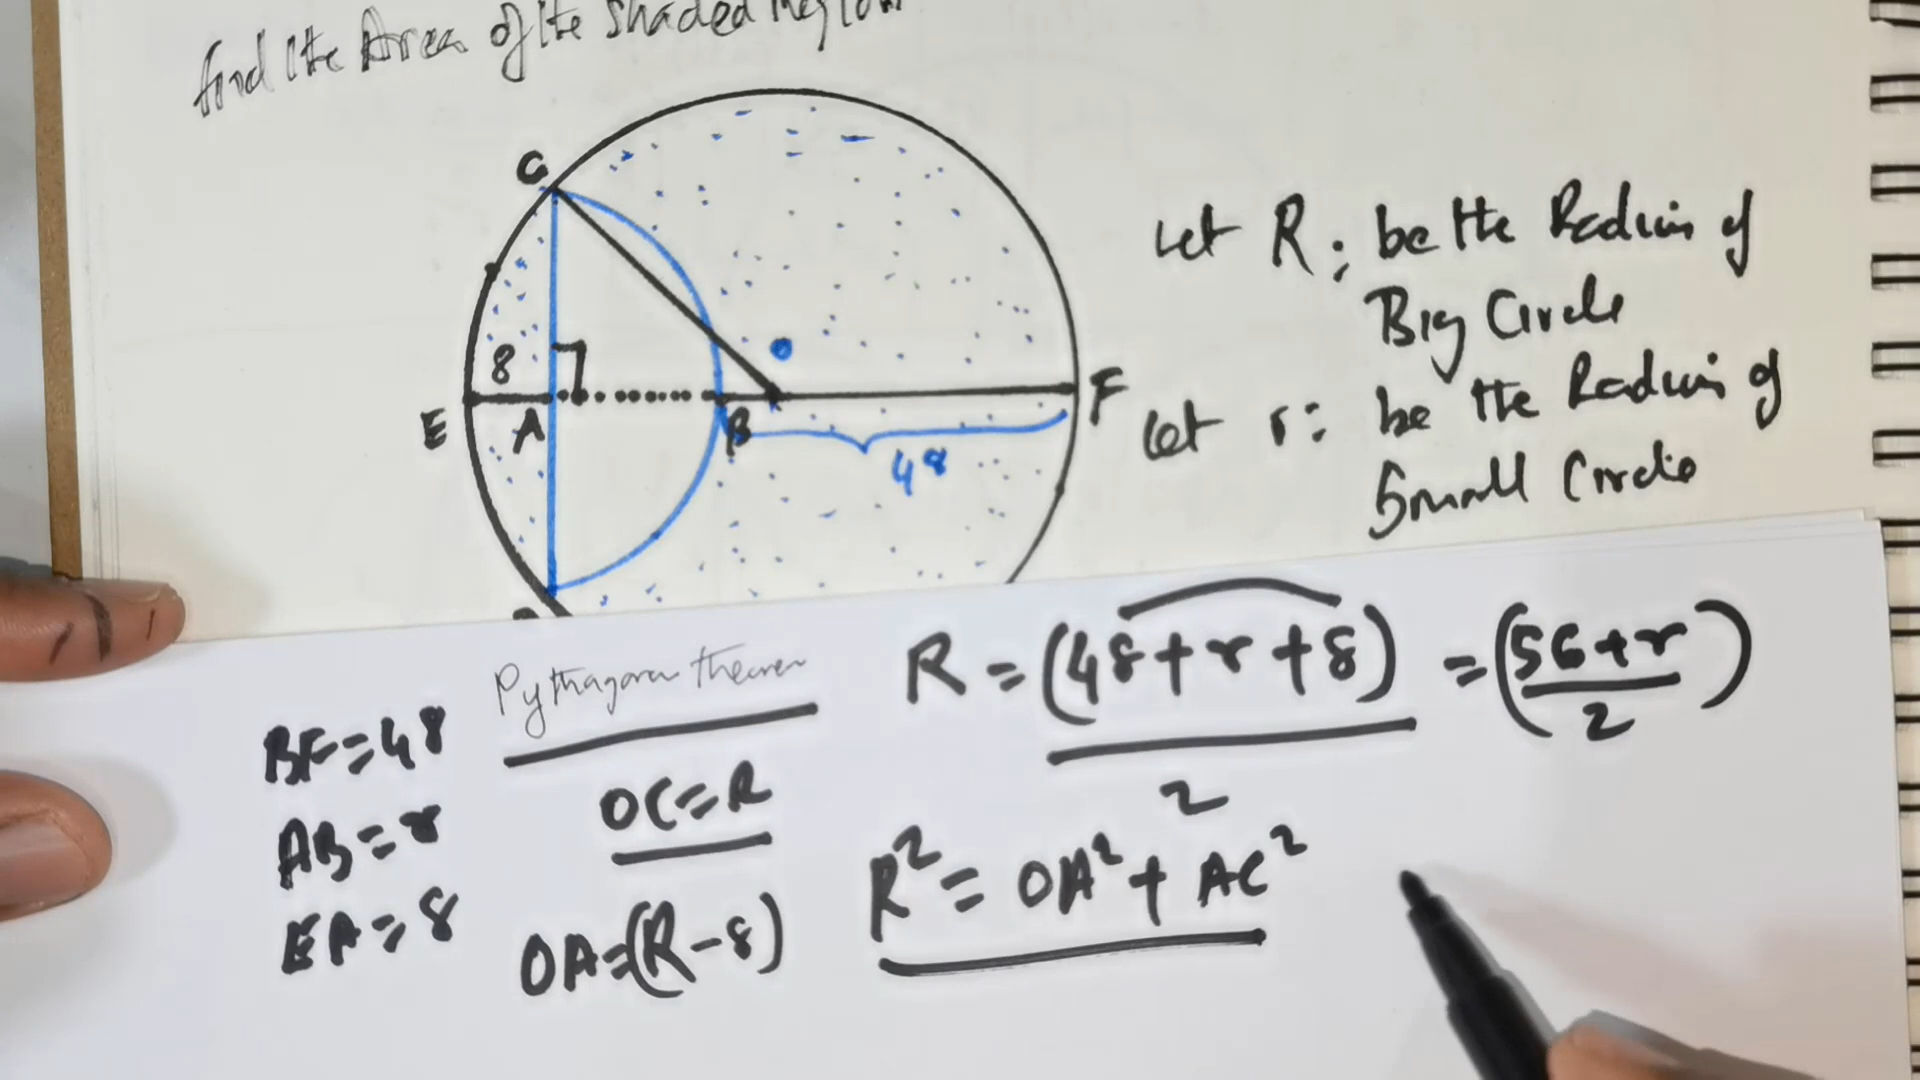 find the Area of the Shaded Region
C
O
8
E A B F
48
Let R: be the Radius of
Big Circle
Let r: be the Radius of
Small Circle
Pythagoran theorem
R = (48+r+8)/2 = (56+r/2)
BF=48
OC=R
AB=r
R² = OA² + AC²
EA=8
OA=(R-8)